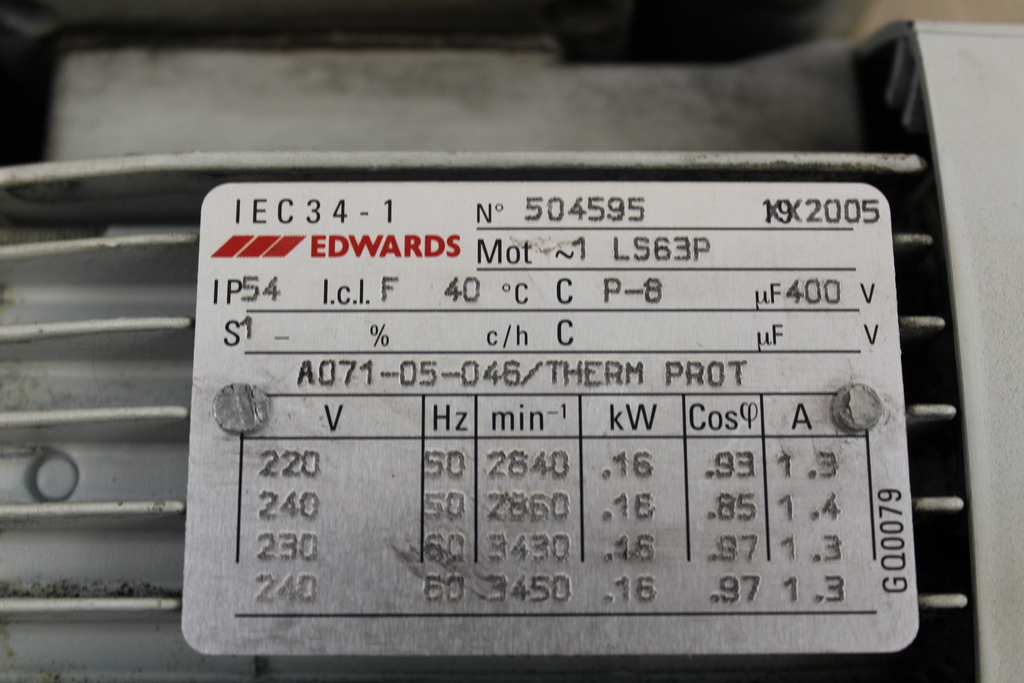 IEC34-1 N° 504595 2005
EDWARDS Mot ~1 LS63P
IP54 I.cl. F 40 °C C P-8 µF 400 V
S1 - % c/h C µF V
A071-05-046/THERM PROT
V Hz min-1 kW Cosφ A
220 50 2840 .16 .93 1.3
240 50 2860 .16 .85 1.4
230 60 3430 .16 .97 1.3
240 60 3450 .16 .97 1.3
GQ0079